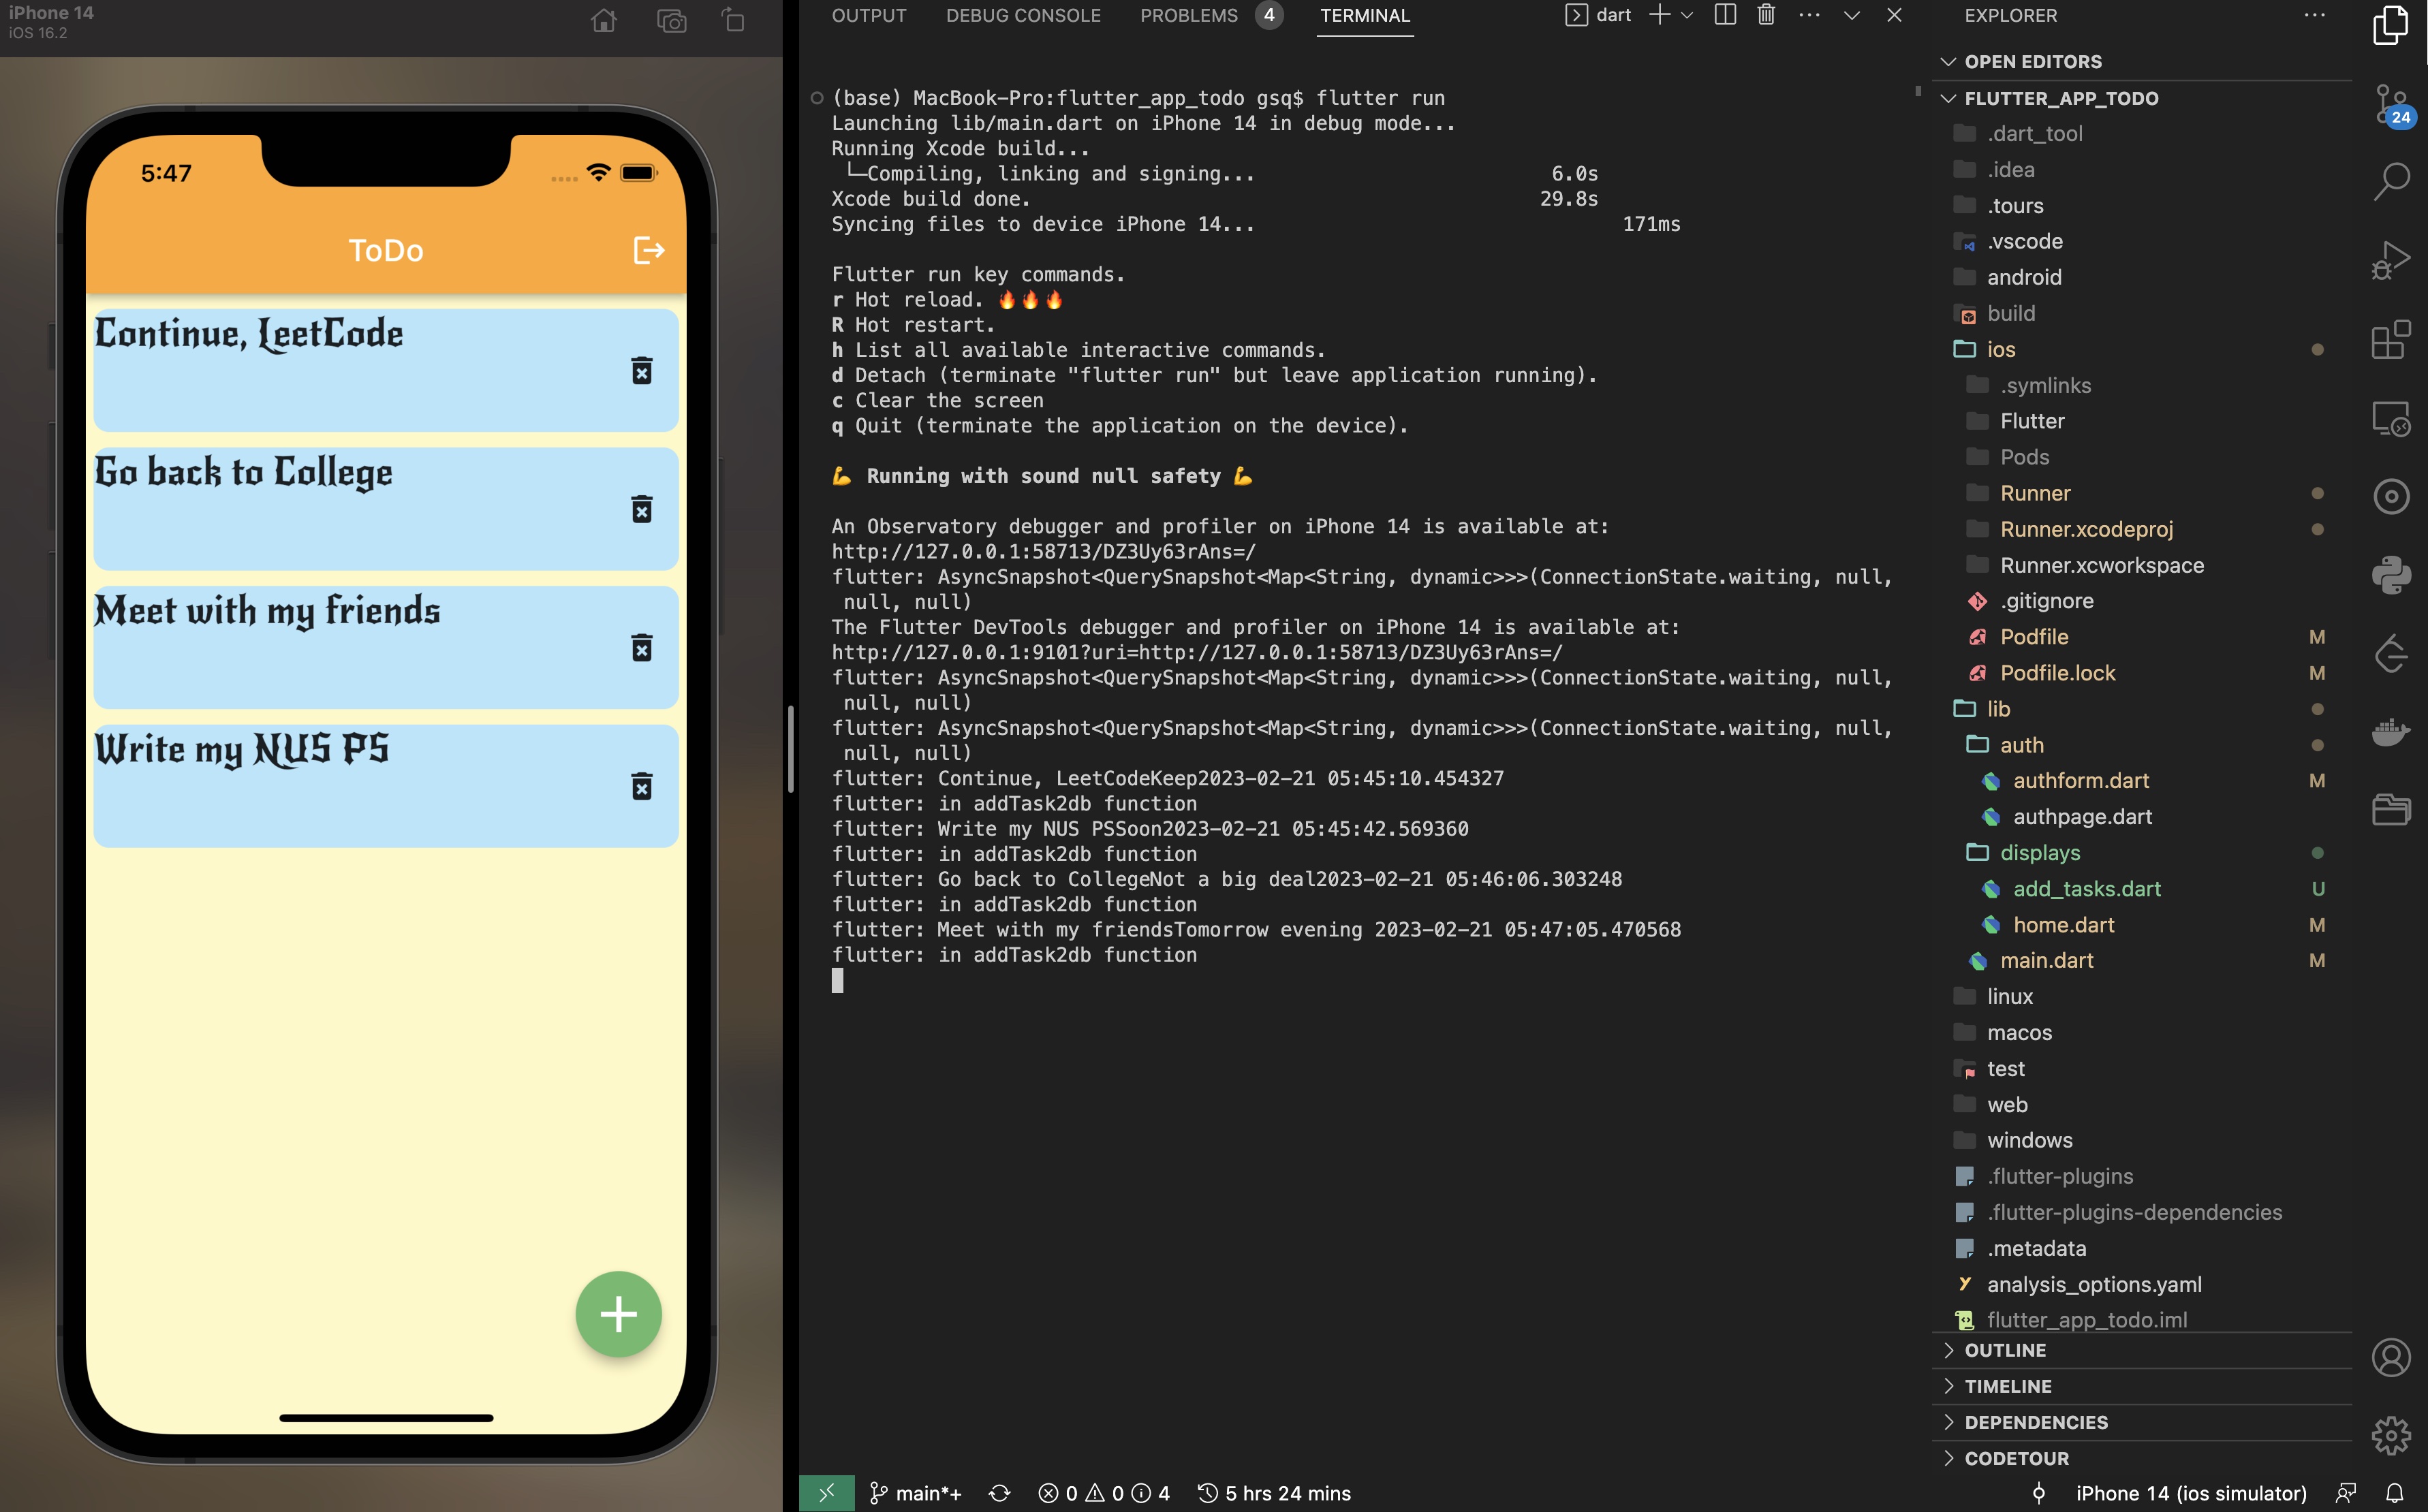 iPhone 14
iOS 16.2
5:47
ToDo
Continue, LeetCode
Go back to College
Meet with my friends
Write my NUS PS
OUTPUT DEBUG CONSOLE PROBLEMS 4 TERMINAL dart
(base) MacBook-Pro:flutter_app_todo gsq$ flutter run
Launching lib/main.dart on iPhone 14 in debug mode...
Running Xcode build...
└─Compiling, linking and signing... 6.0s
Xcode build done. 29.8s
Syncing files to device iPhone 14... 171ms
Flutter run key commands.
r Hot reload. 🔥🔥🔥
R Hot restart.
h List all available interactive commands.
d Detach (terminate "flutter run" but leave application running).
c Clear the screen
q Quit (terminate the application on the device).
💪 Running with sound null safety 💪
An Observatory debugger and profiler on iPhone 14 is available at:
http://127.0.0.1:58713/DZ3Uy63rAns=/
flutter: AsyncSnapshot<QuerySnapshot<Map<String, dynamic>>>(ConnectionState.waiting, null,
null, null)
The Flutter DevTools debugger and profiler on iPhone 14 is available at:
http://127.0.0.1:9101?uri=http://127.0.0.1:58713/DZ3Uy63rAns=/
flutter: AsyncSnapshot<QuerySnapshot<Map<String, dynamic>>>(ConnectionState.waiting, null,
null, null)
flutter: AsyncSnapshot<QuerySnapshot<Map<String, dynamic>>>(ConnectionState.waiting, null,
null, null)
flutter: Continue, LeetCodeKeep2023-02-21 05:45:10.454327
flutter: in addTask2db function
flutter: Write my NUS PSSoon2023-02-21 05:45:42.569360
flutter: in addTask2db function
flutter: Go back to CollegeNot a big deal2023-02-21 05:46:06.303248
flutter: in addTask2db function
flutter: Meet with my friendsTomorrow evening 2023-02-21 05:47:05.470568
flutter: in addTask2db function
main*+ 0 0 4 5 hrs 24 mins
EXPLORER
OPEN EDITORS
FLUTTER_APP_TODO
.dart_tool
.idea
.tours
.vscode
android
build
ios
.symlinks
Flutter
Pods
Runner
Runner.xcodeproj
Runner.xcworkspace
.gitignore
Podfile M
Podfile.lock M
lib
auth
authform.dart M
authpage.dart
displays
add_tasks.dart U
home.dart M
main.dart M
linux
macos
test
web
windows
.flutter-plugins
.flutter-plugins-dependencies
.metadata
analysis_options.yaml
flutter_app_todo.iml
OUTLINE
TIMELINE
DEPENDENCIES
CODETOUR
iPhone 14 (ios simulator)
24